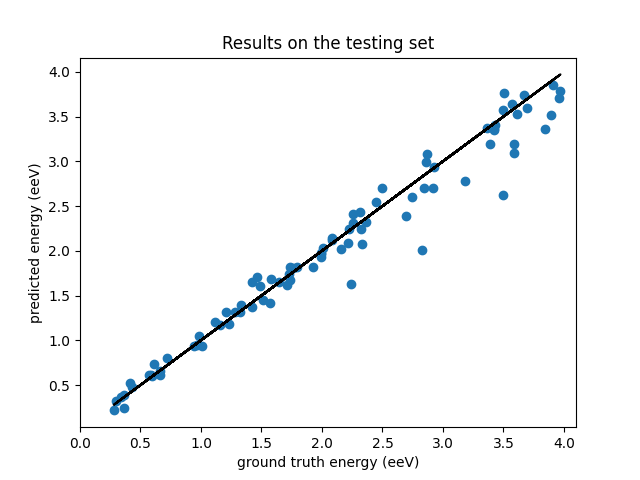 Results on the testing set
4.0
3.5
3.0
2.5
2.0
1.5
1.0
0.5
predicted energy (eeV)
0.0 0.5 1.0 1.5 2.0 2.5 3.0 3.5 4.0
ground truth energy (eeV)